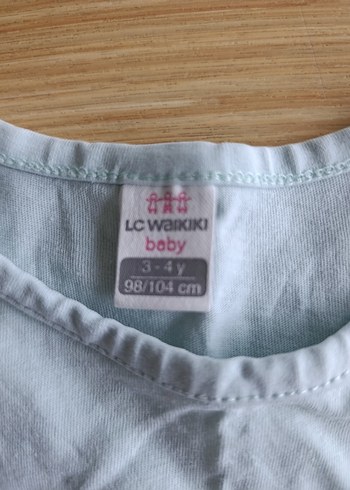 LC WAIKIKI
baby
3 - 4 y
98/104 cm